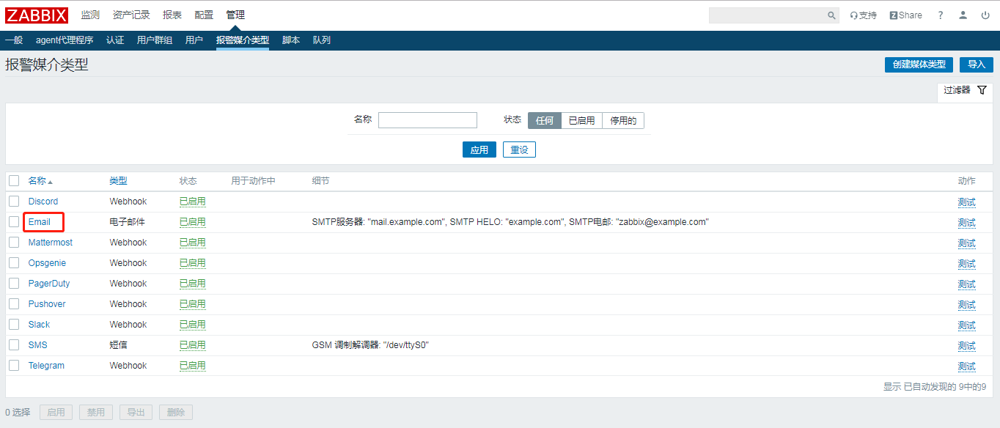 ZABBIX 监测 资产记录 报表 配置 管理 支持 Z Share ?
一般 agent代理程序 认证 用户群组 用户 报警媒介类型 脚本 队列
报警媒介类型 创建媒体类型 导入
过滤器
名称 状态 任何 已启用 停用的
应用 重设
名称 类型 状态 用于动作中 细节 动作
Discord Webhook 已启用 测试
Email 电子邮件 已启用 SMTP服务器: "mail.example.com", SMTP HELO: "example.com", SMTP电邮: "zabbix@example.com" 测试
Mattermost Webhook 已启用 测试
Opsgenie Webhook 已启用 测试
PagerDuty Webhook 已启用 测试
Pushover Webhook 已启用 测试
Slack Webhook 已启用 测试
SMS 短信 已启用 GSM 调制解调器: "/dev/ttyS0" 测试
Telegram Webhook 已启用 测试
显示 已自动发现的 9中的9
0 选择 启用 禁用 导出 删除